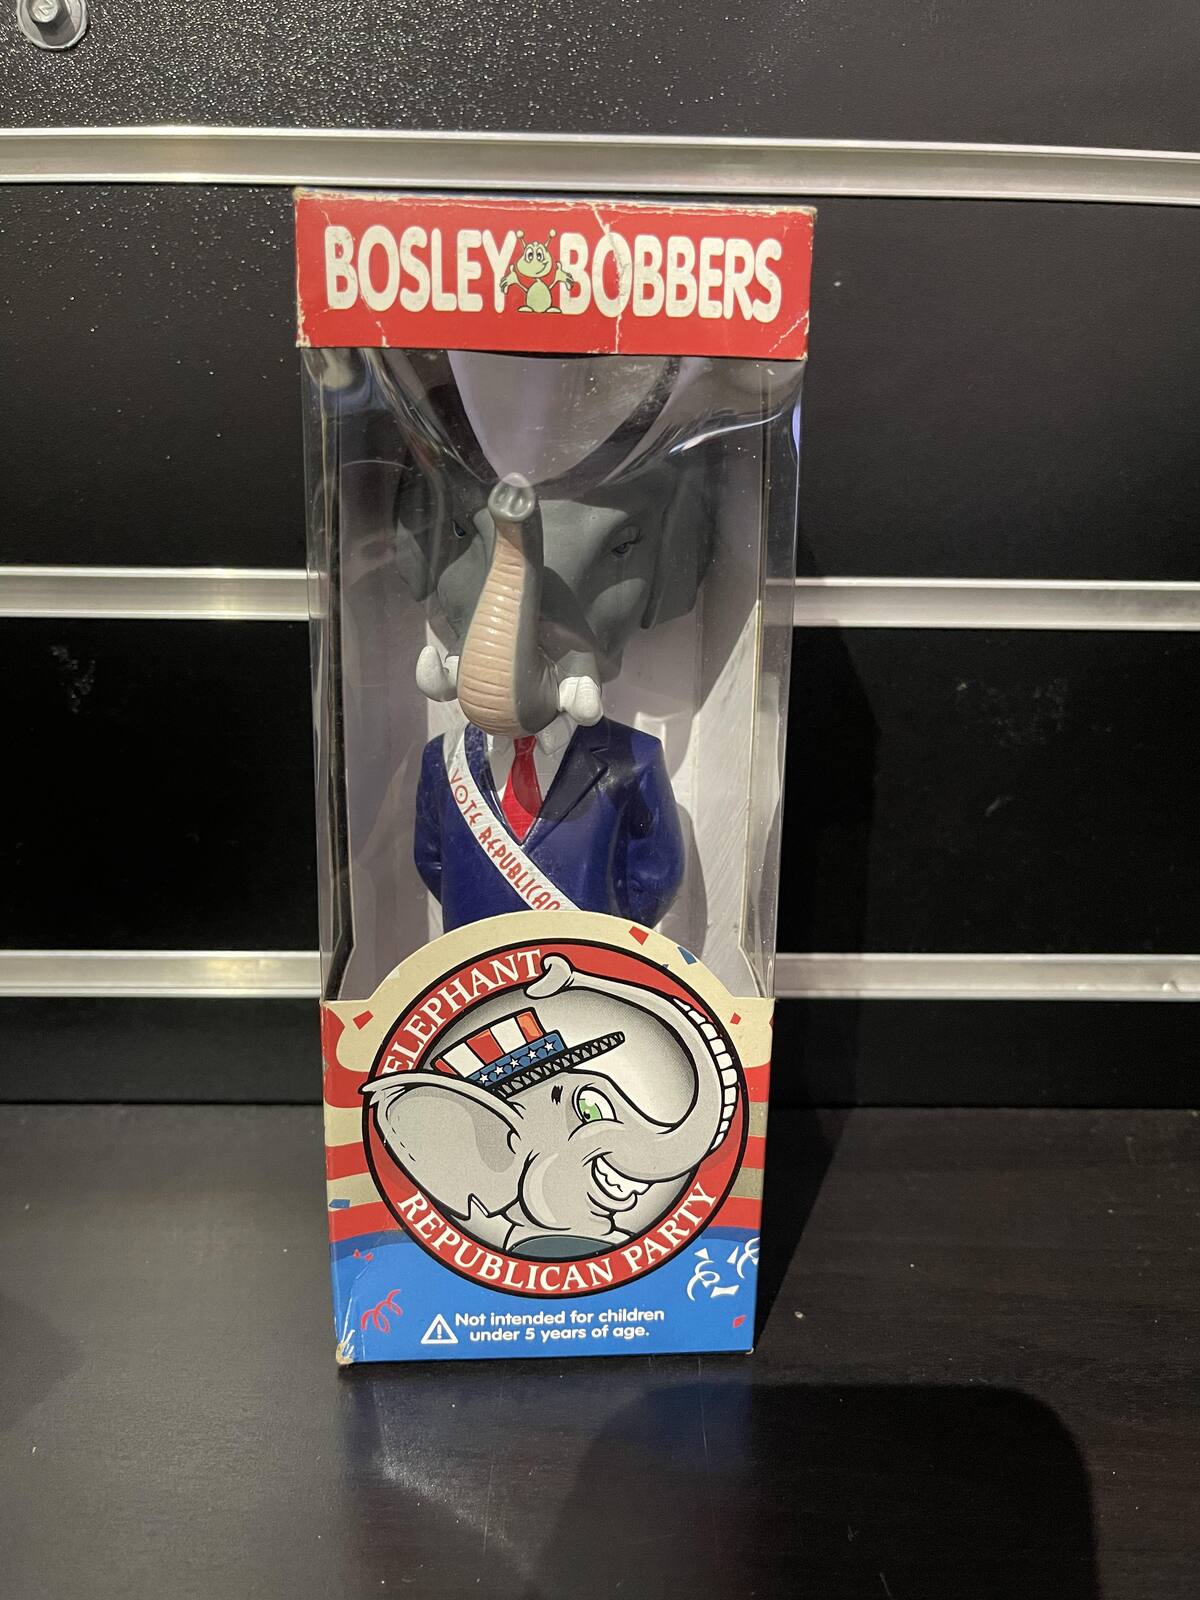 BOSLEY BOBBERS
VOTE REPUBLICAN
ELEPHANT
REPUBLICAN PARTY
Not intended for children
under 5 years of age.